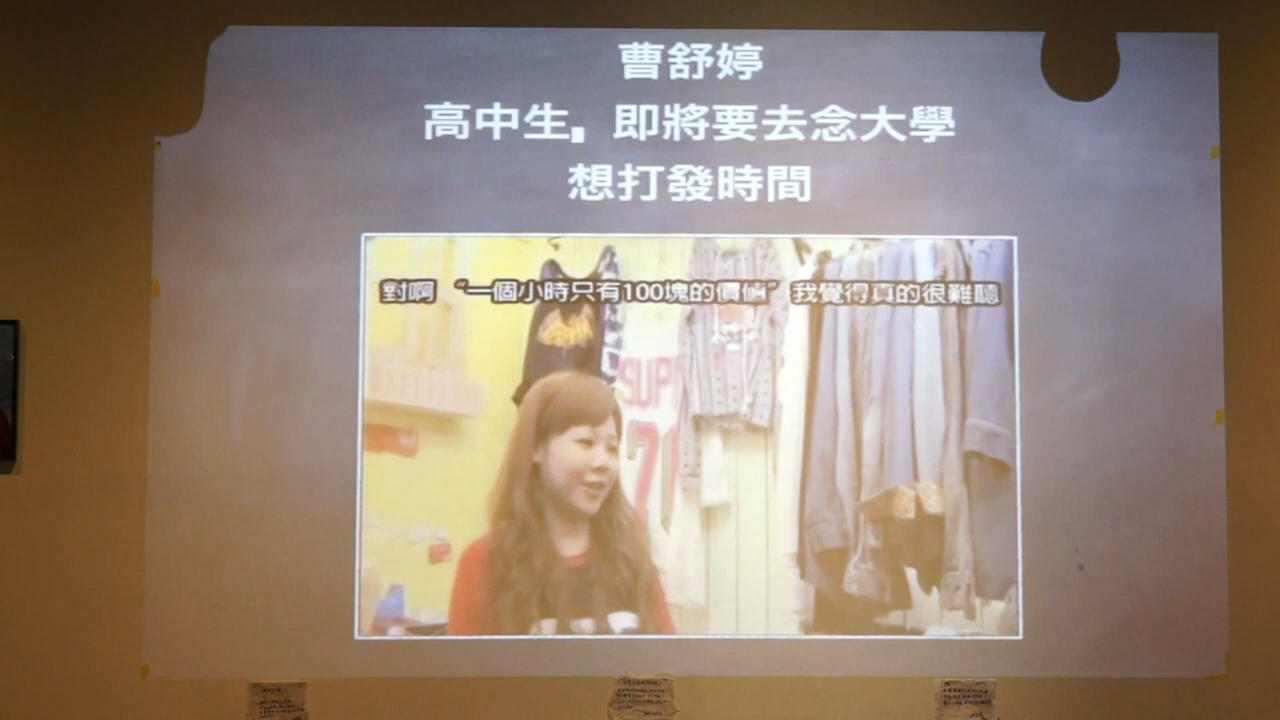 曹舒婷
高中生，即將要去念大學
想打發時間
對啊 “一個小時只有100塊的價值” 我覺得真的很難聽
SUP